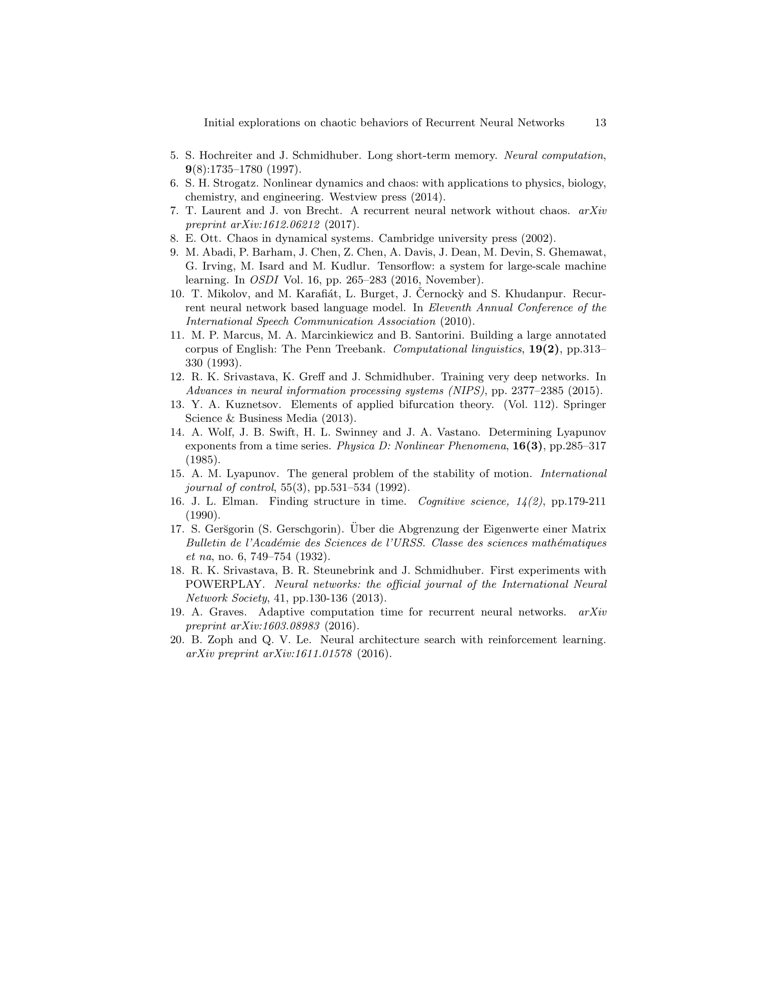 Initial explorations on chaotic behaviors of Recurrent Neural Networks 13
5. S. Hochreiter and J. Schmidhuber. Long short-term memory. Neural computation,
9(8):1735–1780 (1997).
6. S. H. Strogatz. Nonlinear dynamics and chaos: with applications to physics, biology,
chemistry, and engineering. Westview press (2014).
7. T. Laurent and J. von Brecht. A recurrent neural network without chaos. arXiv
preprint arXiv:1612.06212 (2017).
8. E. Ott. Chaos in dynamical systems. Cambridge university press (2002).
9. M. Abadi, P. Barham, J. Chen, Z. Chen, A. Davis, J. Dean, M. Devin, S. Ghemawat,
G. Irving, M. Isard and M. Kudlur. Tensorflow: a system for large-scale machine
learning. In OSDI Vol. 16, pp. 265–283 (2016, November).
10. T. Mikolov, and M. Karafiát, L. Burget, J. Černockỳ and S. Khudanpur. Recur-
rent neural network based language model. In Eleventh Annual Conference of the
International Speech Communication Association (2010).
11. M. P. Marcus, M. A. Marcinkiewicz and B. Santorini. Building a large annotated
corpus of English: The Penn Treebank. Computational linguistics, 19(2), pp.313–
330 (1993).
12. R. K. Srivastava, K. Greff and J. Schmidhuber. Training very deep networks. In
Advances in neural information processing systems (NIPS), pp. 2377–2385 (2015).
13. Y. A. Kuznetsov. Elements of applied bifurcation theory. (Vol. 112). Springer
Science & Business Media (2013).
14. A. Wolf, J. B. Swift, H. L. Swinney and J. A. Vastano. Determining Lyapunov
exponents from a time series. Physica D: Nonlinear Phenomena, 16(3), pp.285–317
(1985).
15. A. M. Lyapunov. The general problem of the stability of motion. International
journal of control, 55(3), pp.531–534 (1992).
16. J. L. Elman. Finding structure in time. Cognitive science, 14(2), pp.179-211
(1990).
17. S. Gers̆gorin (S. Gerschgorin). Über die Abgrenzung der Eigenwerte einer Matrix
Bulletin de l'Académie des Sciences de l'URSS. Classe des sciences mathématiques
et na, no. 6, 749–754 (1932).
18. R. K. Srivastava, B. R. Steunebrink and J. Schmidhuber. First experiments with
POWERPLAY. Neural networks: the official journal of the International Neural
Network Society, 41, pp.130-136 (2013).
19. A. Graves. Adaptive computation time for recurrent neural networks. arXiv
preprint arXiv:1603.08983 (2016).
20. B. Zoph and Q. V. Le. Neural architecture search with reinforcement learning.
arXiv preprint arXiv:1611.01578 (2016).